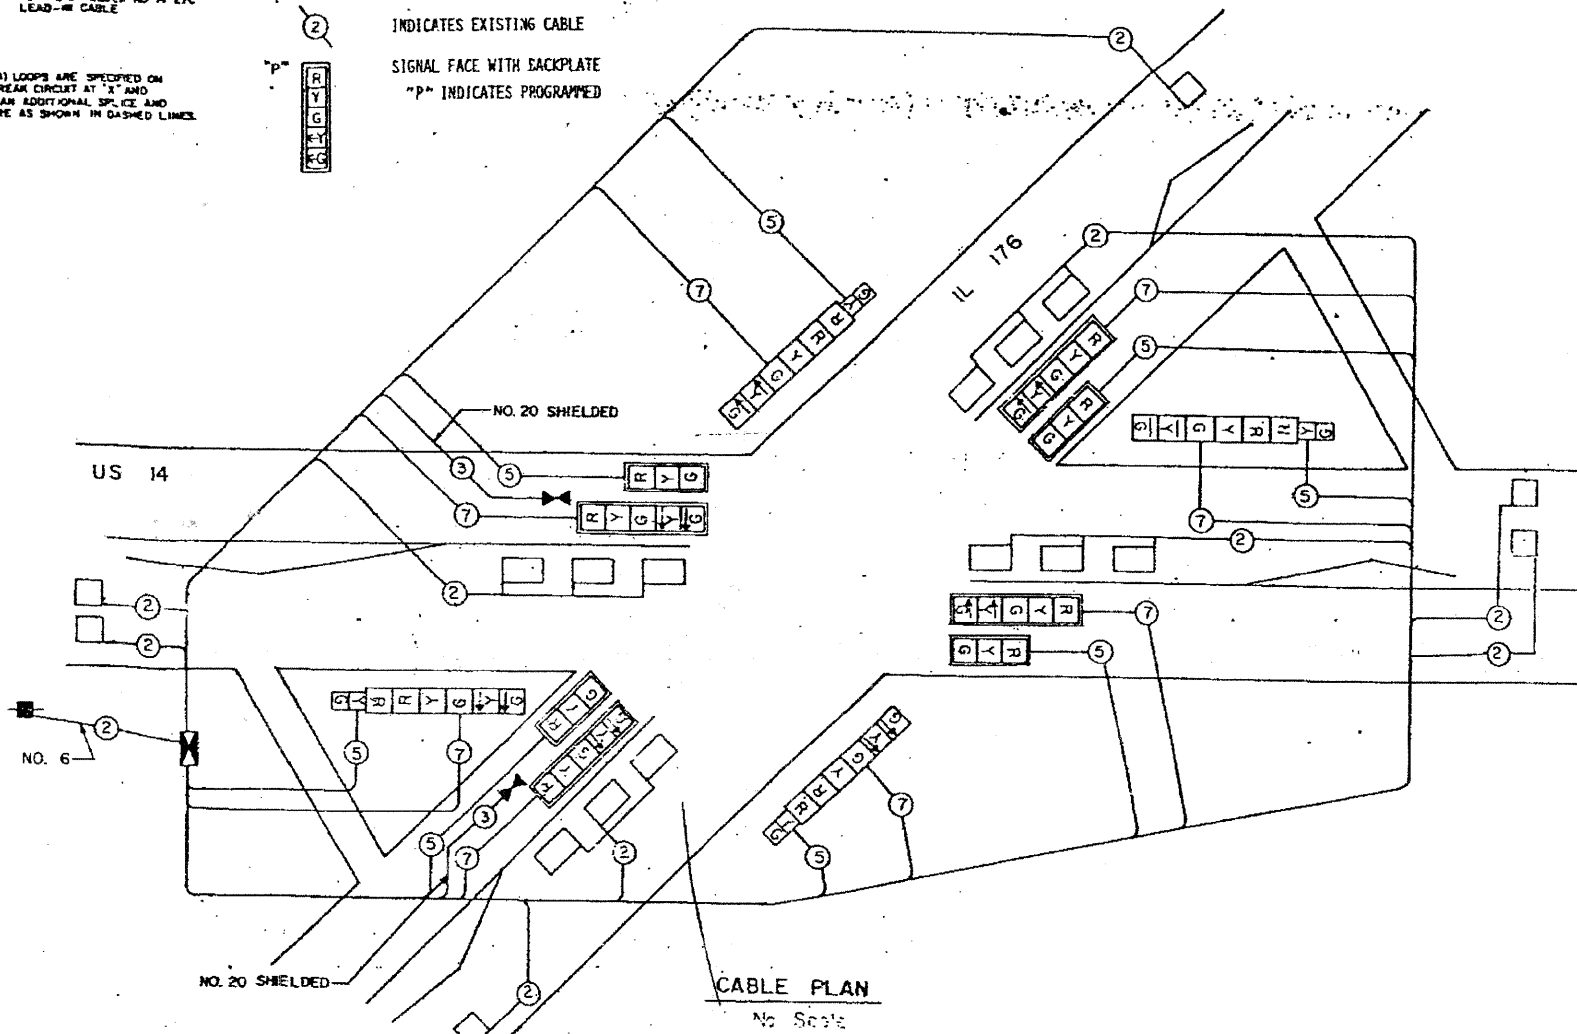 LEAD-IN CABLE
2
INDICATES EXISTING CABLE
LOOPS ARE SPECIFIED ON
BREAK CIRCUIT AT "X" AND
AN ADDITIONAL SPLICE AND
AS SHOWN IN DASHED LINES.
"P"
R
Y
G
Y
G
SIGNAL FACE WITH BACKPLATE
"P" INDICATES PROGRAMMED
2
5
7
G Y R R Y G Y G
IL 176
2
7
5
R Y G Y G
R Y G
NO. 20 SHIELDED
US 14
3
5
7
R Y G
R Y G Y G
2
G Y G Y R R Y G
5
7
2
2
2
2
2
G Y G Y R
7
G Y R
5
2
2
NO. 6
G Y R R Y G Y G
5
7
G Y R
3
5
7
2
G Y R R Y G Y G
7
5
NO. 20 SHIELDED
2
CABLE PLAN
No Scale